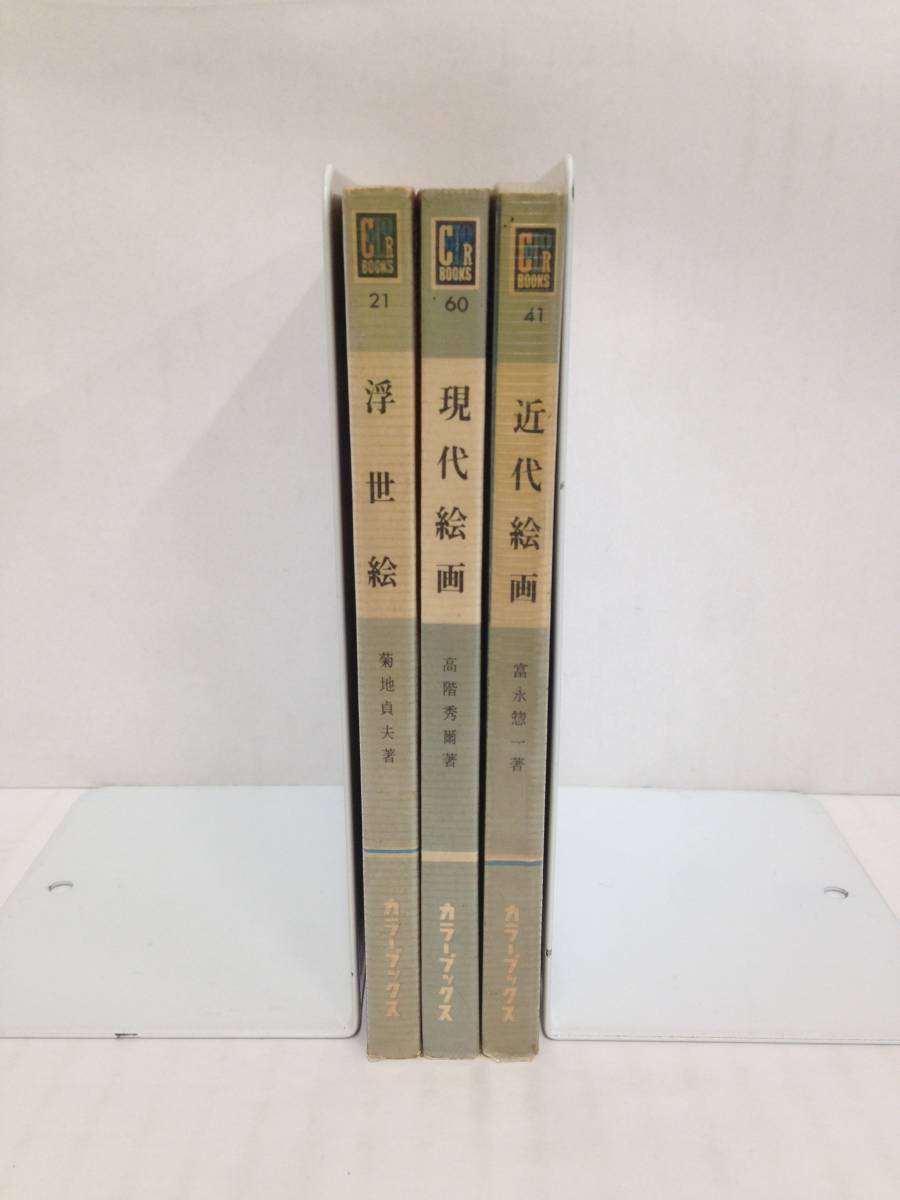 COLOR
BOOKS
21
浮世絵
菊地貞夫著
カラーブックス
COLOR
BOOKS
60
現代絵画
高階秀爾著
カラーブックス
COLOR
BOOKS
41
近代絵画
富永惣一著
カラーブックス